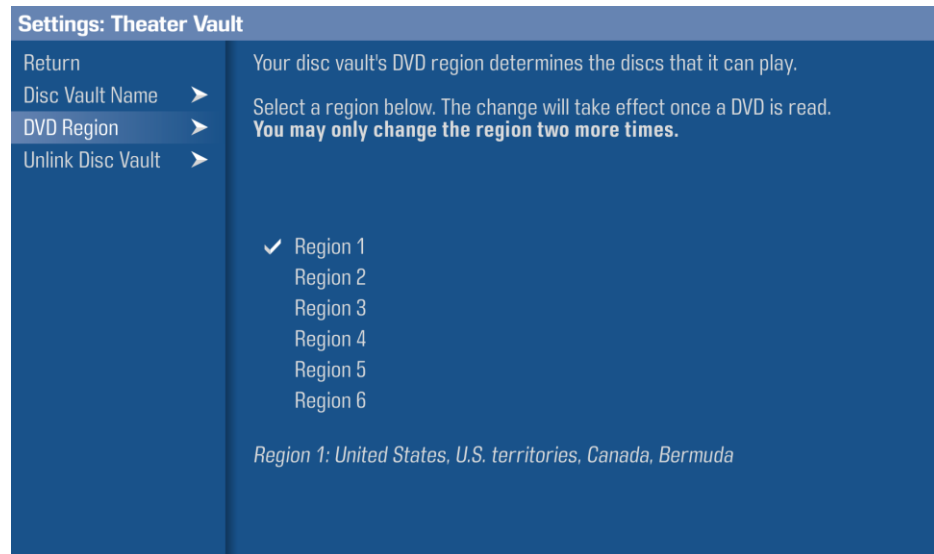 Settings: Theater Vault
Return
Disc Vault Name
DVD Region
Unlink Disc Vault
Your disc vault's DVD region determines the discs that it can play.
Select a region below. The change will take effect once a DVD is read.
You may only change the region two more times.
Region 1
Region 2
Region 3
Region 4
Region 5
Region 6
Region 1: United States, U.S. territories, Canada, Bermuda